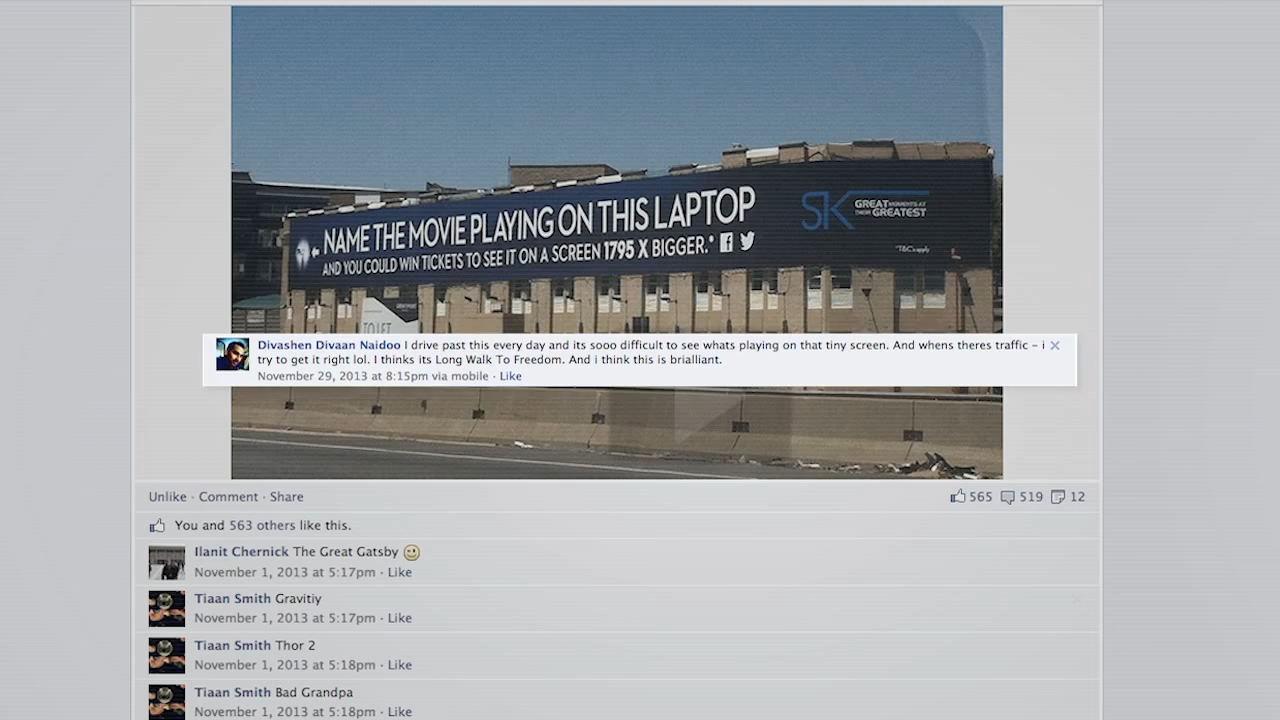 NAME THE MOVIE PLAYING ON THIS LAPTOP
AND YOU COULD WIN TICKETS TO SEE IT ON A SCREEN 1795 X BIGGER.*
SK GREAT MOMENTS AT
THEIR GREATEST
*T&C's apply
TO LET
Divashen Divaan Naidoo I drive past this every day and its sooo difficult to see whats playing on that tiny screen. And whens theres traffic – i
try to get it right lol. I thinks its Long Walk To Freedom. And i think this is brialliant.
November 29, 2013 at 8:15pm via mobile · Like
Unlike · Comment · Share 565 519 12
You and 563 others like this.
Ilanit Chernick The Great Gatsby
November 1, 2013 at 5:17pm · Like
Tiaan Smith Gravitiy
November 1, 2013 at 5:17pm · Like
Tiaan Smith Thor 2
November 1, 2013 at 5:18pm · Like
Tiaan Smith Bad Grandpa
November 1, 2013 at 5:18pm · Like